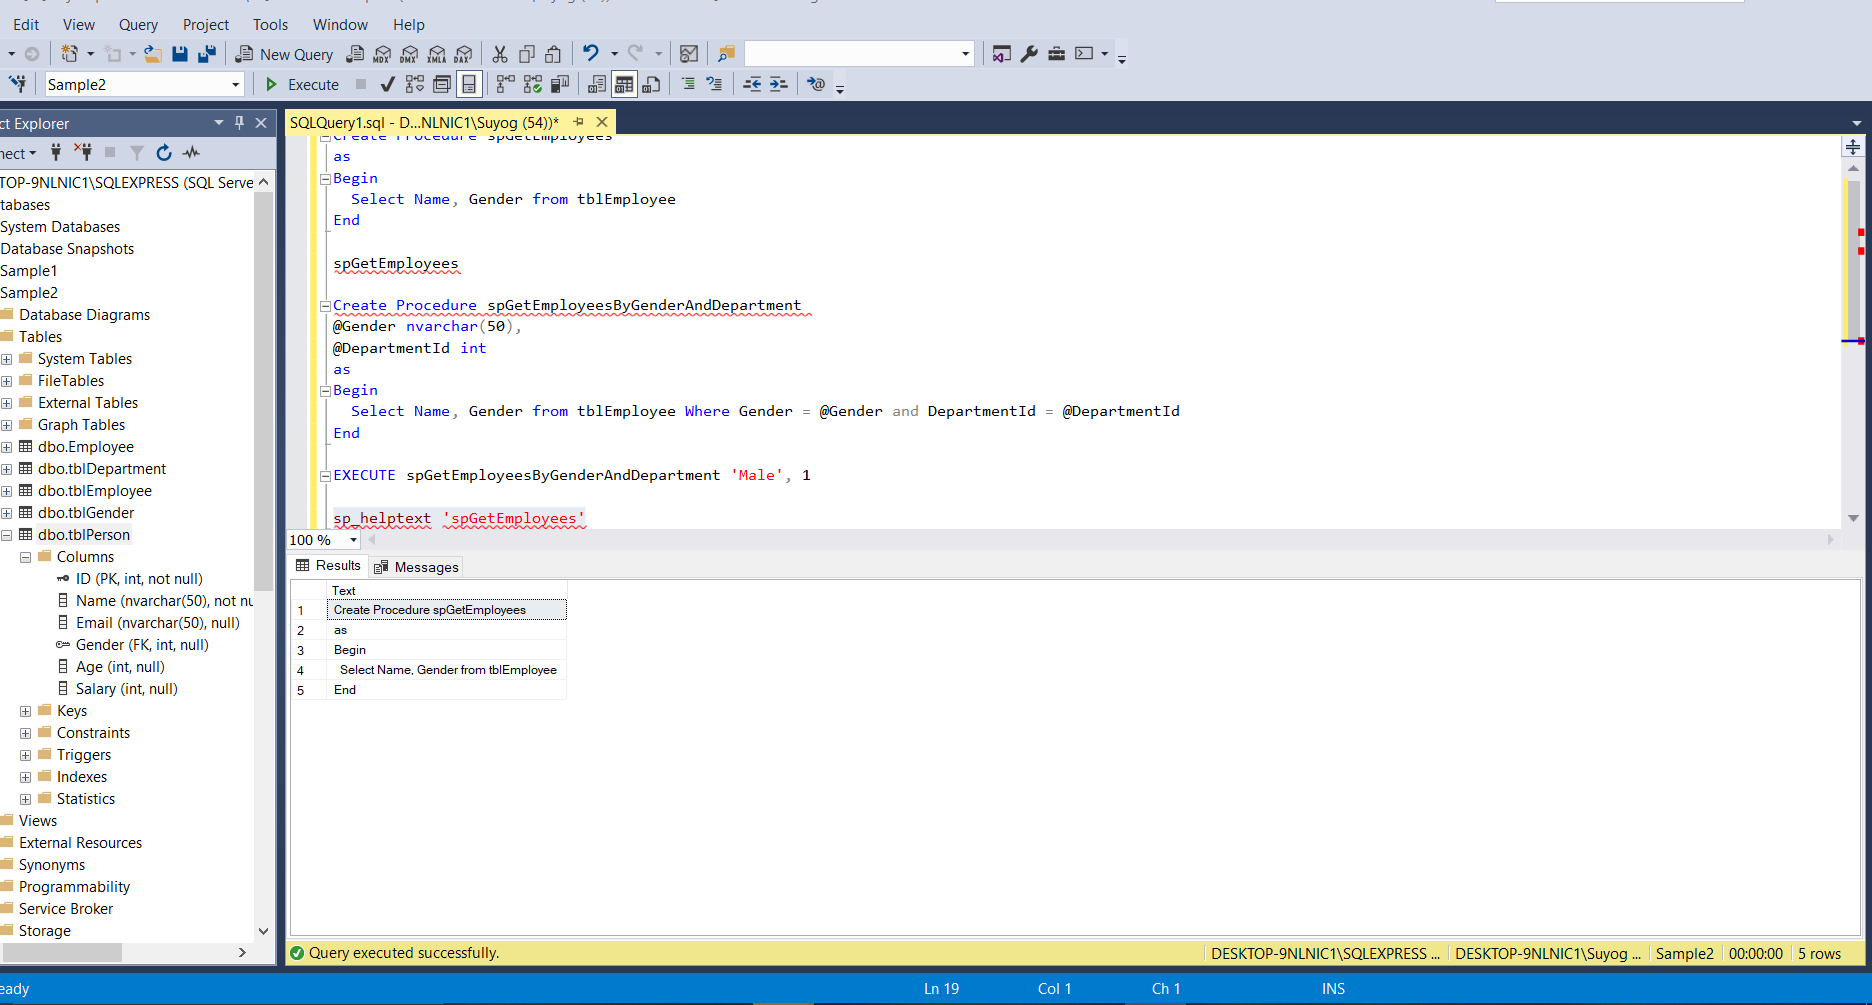 Edit View Query Project Tools Window Help
New Query MDX DMX XMLA DAX
Sample2 Execute
ct Explorer
SQLQuery1.sql - D...NLNIC1\Suyog (54))*
nect
TOP-9NLNIC1\SQLEXPRESS (SQL Serve
tabases
System Databases
Database Snapshots
Sample1
Sample2
Database Diagrams
Tables
System Tables
FileTables
External Tables
Graph Tables
dbo.Employee
dbo.tblDepartment
dbo.tblEmployee
dbo.tblGender
dbo.tblPerson
Columns
ID (PK, int, not null)
Name (nvarchar(50), not nu
Email (nvarchar(50), null)
Gender (FK, int, null)
Age (int, null)
Salary (int, null)
Keys
Constraints
Triggers
Indexes
Statistics
Views
External Resources
Synonyms
Programmability
Service Broker
Storage
Create Procedure spGetEmployees
as
Begin
Select Name, Gender from tblEmployee
End
spGetEmployees
Create Procedure spGetEmployeesByGenderAndDepartment
@Gender nvarchar(50),
@DepartmentId int
as
Begin
Select Name, Gender from tblEmployee Where Gender = @Gender and DepartmentId = @DepartmentId
End
EXECUTE spGetEmployeesByGenderAndDepartment 'Male', 1
sp_helptext 'spGetEmployees'
100 %
Results Messages
Text
1 Create Procedure spGetEmployees
2 as
3 Begin
4 Select Name, Gender from tblEmployee
5 End
Query executed successfully. DESKTOP-9NLNIC1\SQLEXPRESS ... DESKTOP-9NLNIC1\Suyog ... Sample2 00:00:00 5 rows
eady Ln 19 Col 1 Ch 1 INS